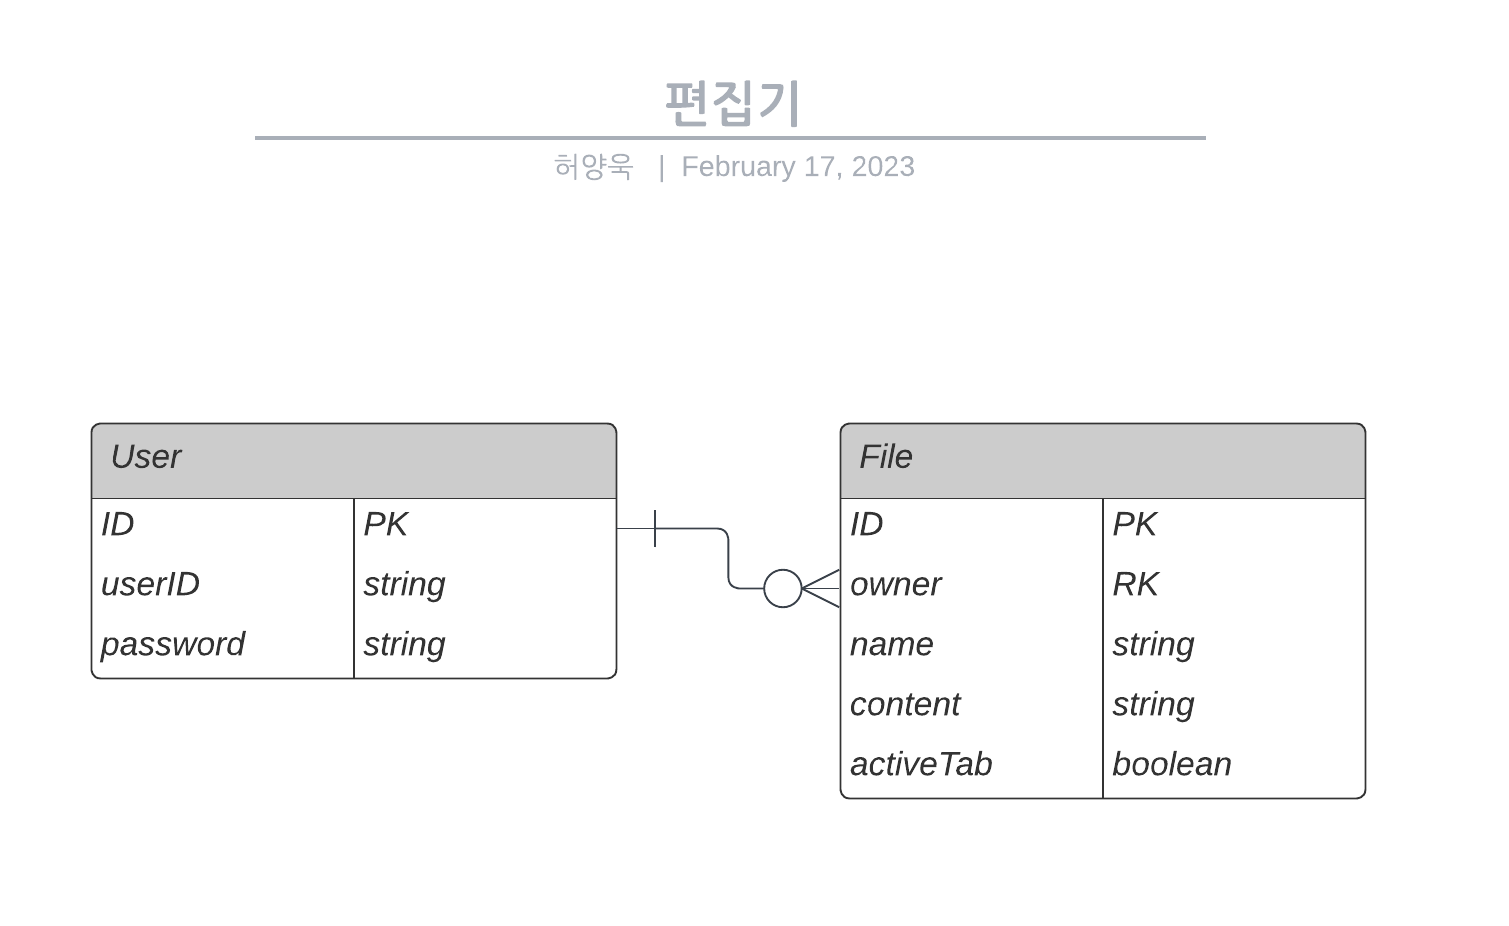 편집기
허양욱 | February 17, 2023
User
ID PK
userID string
password string
File
ID PK
owner RK
name string
content string
activeTab boolean